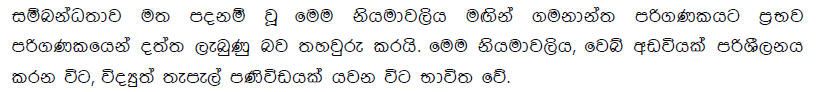 සම්බන්ධතාව මත පදනම් වූ මෙම නියමාවලිය මඟින් ගමනාන්ත පරිගණකයට ප්‍රභව
පරිගණකයෙන් දත්ත ලැබුණු බව තහවුරු කරයි. මෙම නියමාවලිය, වෙබ් අඩවියක් පරිශීලනය
කරන විට, විද්‍යුත් තැපැල් පණිවිඩයක් යවන විට භාවිත වේ.